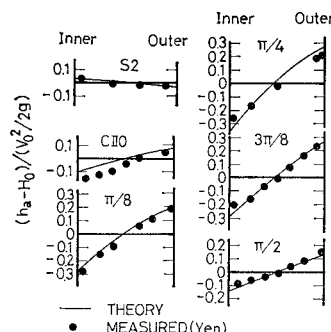 Inner Outer
S2
0.1
0
-0.1
CII0
0.1
0
-0.1
π/8
0.2
0.1
0
-0.1
-0.2
-0.3
(ha-H0)/(V0²/2g)
Inner Outer
π/4
0.3
0.2
0.1
0
-0.1
-0.2
-0.3
3π/8
0.2
0.1
0
-0.1
-0.2
-0.3
π/2
0.2
0.1
0
-0.1
-0.2
THEORY
MEASURED (Yen)